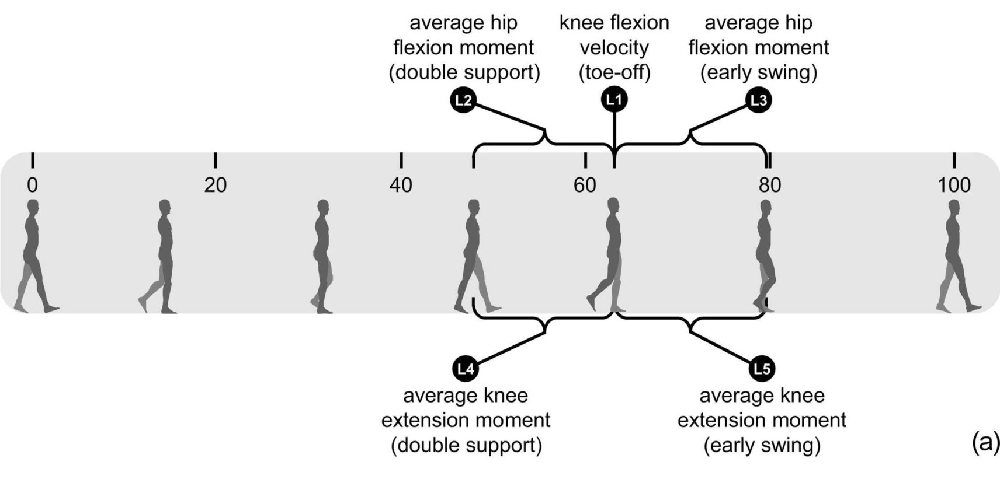 average hip
flexion moment
(double support)
knee flexion
velocity
(toe-off)
average hip
flexion moment
(early swing)
L2
L1
L3
0 20 40 60 80 100
L4
L5
average knee
extension moment
(double support)
average knee
extension moment
(early swing)
(a)